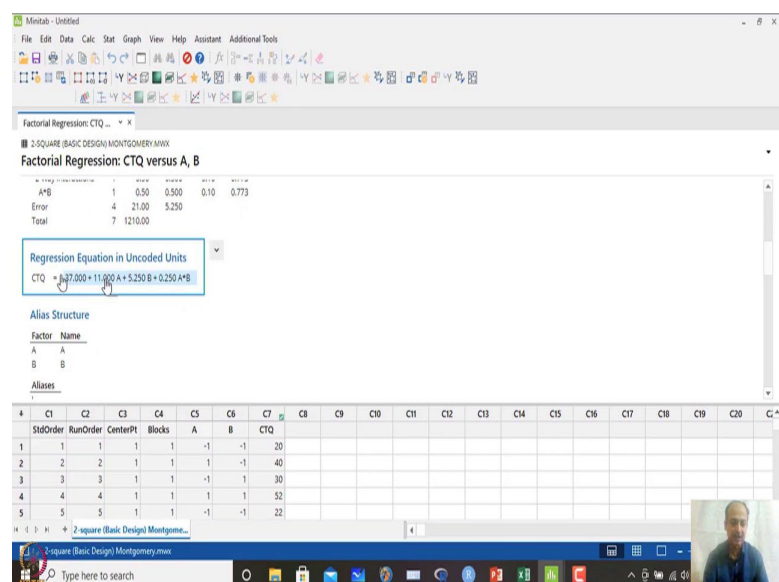 Minitab - Untitled
File Edit Data Calc Stat Graph View Help Assistant Additional Tools
Factorial Regression: CTQ ...
2-SQUARE (BASIC DESIGN) MONTGOMERY.MWX
Factorial Regression: CTQ versus A, B
A*B 1 0.50 0.500 0.10 0.773
Error 4 21.00 5.250
Total 7 1210.00
Regression Equation in Uncoded Units
CTQ = 37.000 + 11.000 A + 5.250 B + 0.250 A*B
Alias Structure
Factor Name
A A
B B
Aliases
C1 C2 C3 C4 C5 C6 C7 C8 C9 C10 C11 C12 C13 C14 C15 C16 C17 C18 C19 C20
StdOrder RunOrder CenterPt Blocks A B CTQ
1 1 1 1 1 -1 -1 20
2 2 2 1 1 1 -1 40
3 3 3 1 1 -1 1 30
4 4 4 1 1 1 1 52
5 5 5 1 1 -1 -1 22
2-square (Basic Design) Montgome...
2-square (Basic Design) Montgomery.mwx
Type here to search